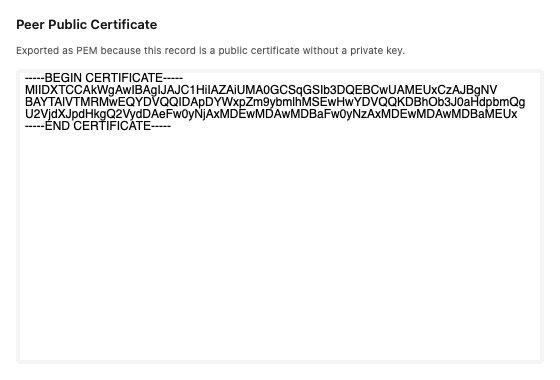 Peer Public Certificate
Exported as PEM because this record is a public certificate without a private key.
-----BEGIN CERTIFICATE-----
MIIDXTCCAkWgAwIBAgIJAJC1HiIAZAiUMA0GCSqGSIb3DQEBCwUAMEUxCzAJBgNV
BAYTAlVTMRMwEQYDVQQIDApDYWxpZm9ybmlhMSEwHwYDVQQKDBhOb3J0aHdpbmQg
U2VjdXJpdHkgQ2VydDAeFw0yNjAxMDEwMDAwMDBaFw0yNzAxMDEwMDAwMDBaMEUx
-----END CERTIFICATE-----